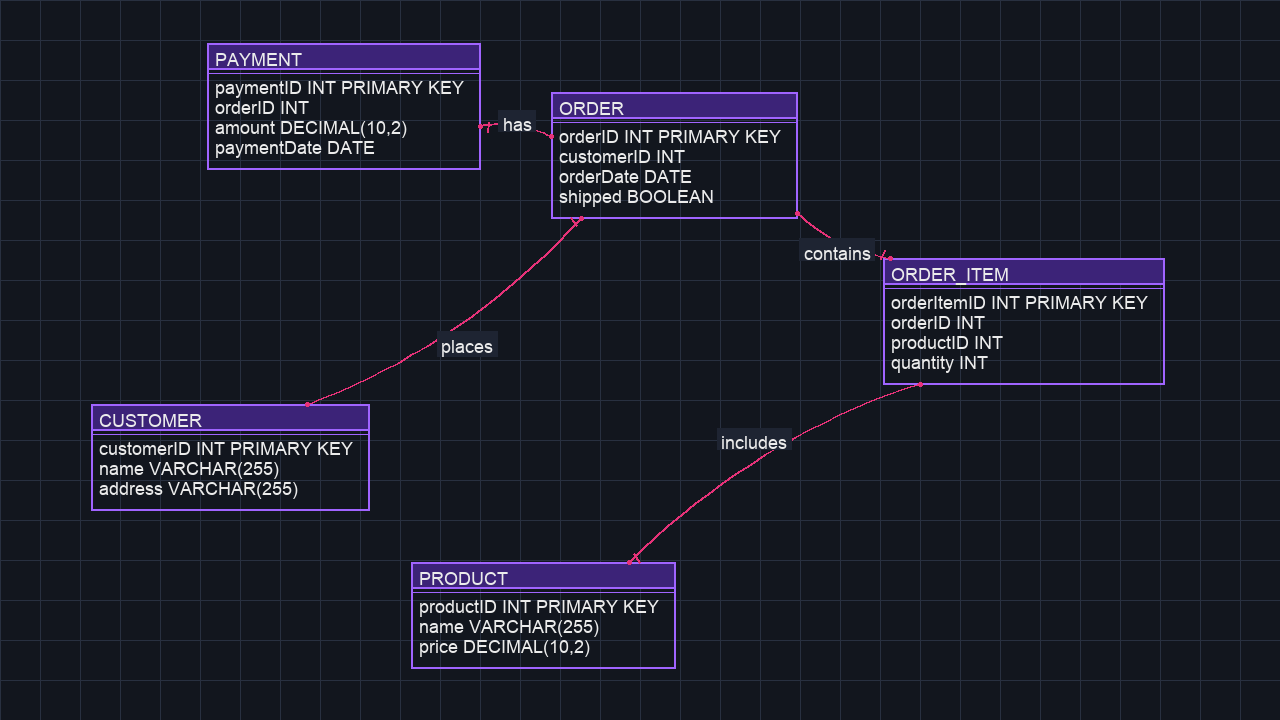 PAYMENT
paymentID INT PRIMARY KEY
orderID INT
amount DECIMAL(10,2)
paymentDate DATE
has
ORDER
orderID INT PRIMARY KEY
customerID INT
orderDate DATE
shipped BOOLEAN
contains
ORDER_ITEM
orderItemID INT PRIMARY KEY
orderID INT
productID INT
quantity INT
places
CUSTOMER
customerID INT PRIMARY KEY
name VARCHAR(255)
address VARCHAR(255)
includes
PRODUCT
productID INT PRIMARY KEY
name VARCHAR(255)
price DECIMAL(10,2)